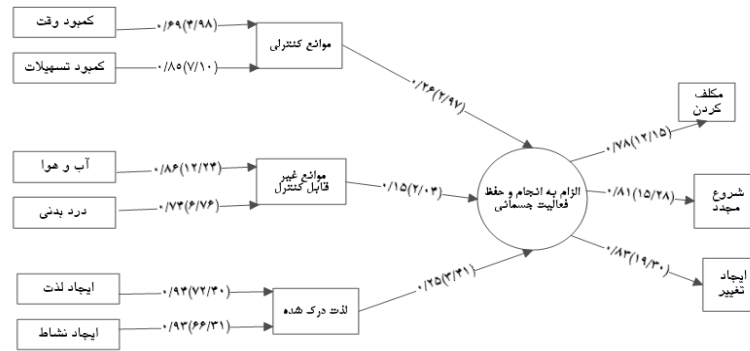 کمبود وقت
۰/۶۹(۴/۹۸)
کمبود تسهیلات
۰/۸۵(۷/۱۰)
موانع کنترلی
۰/۲۶(۲/۹۷)
آب و هوا
۰/۸۶(۱۲/۲۴)
درد بدنی
۰/۷۴(۶/۷۶)
موانع غیر
قابل کنترل
۰/۱۵(۲/۰۴)
ایجاد لذت
۰/۹۴(۷۲/۴۰)
ایجاد نشاط
۰/۹۳(۶۶/۳۱)
لذت درک شده
۰/۲۵(۳/۴۱)
الزام به انجام و حفظ
فعالیت جسمانی
۰/۷۸(۱۲/۱۵)
مکلف
کردن
۰/۸۱(۱۵/۲۸)
شروع
مجدد
۰/۸۳(۱۹/۳۰)
ایجاد
تغییر